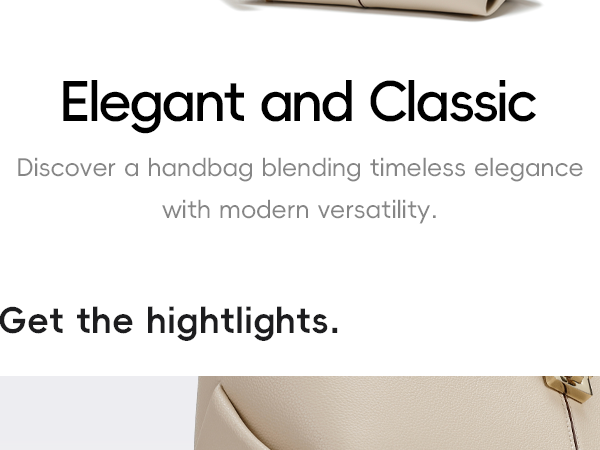 Elegant and Classic
Discover a handbag blending timeless elegance
with modern versatility.
Get the hightlights.